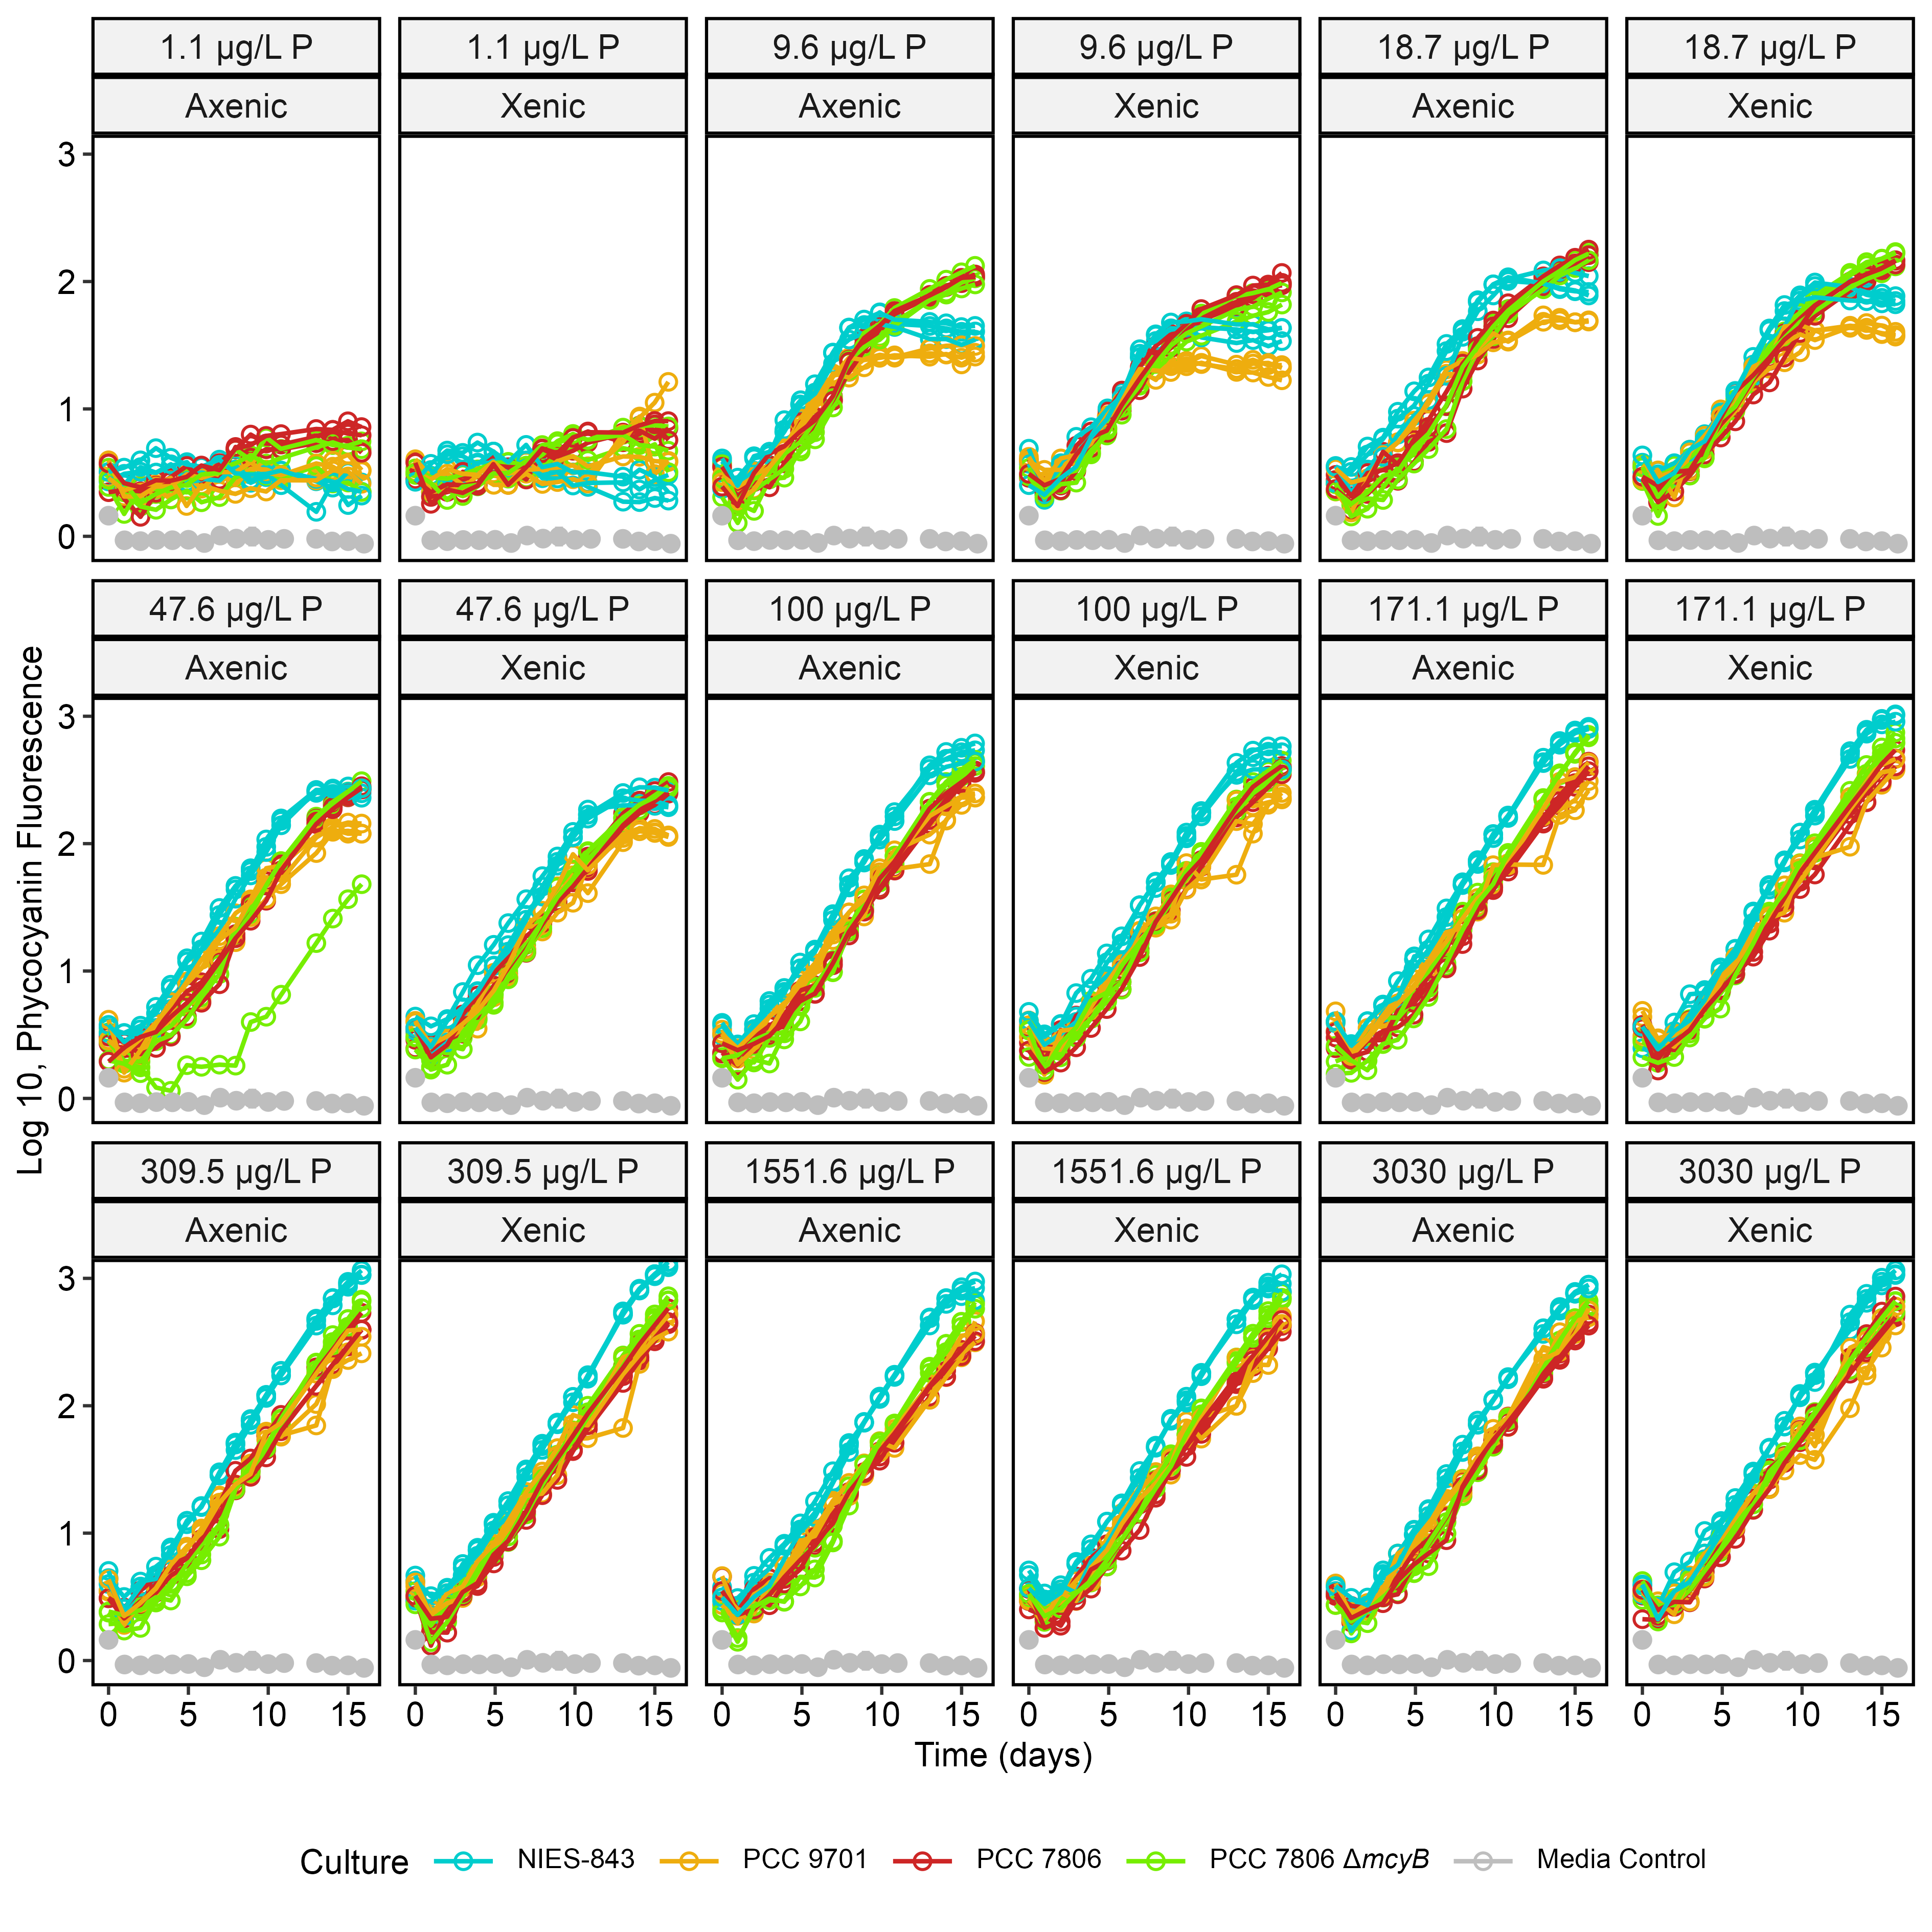 1.1 µg/L P 1.1 µg/L P 9.6 µg/L P 9.6 µg/L P 18.7 µg/L P 18.7 µg/L P
Axenic Xenic Axenic Xenic Axenic Xenic
3
2
1
0
47.6 µg/L P 47.6 µg/L P 100 µg/L P 100 µg/L P 171.1 µg/L P 171.1 µg/L P
Axenic Xenic Axenic Xenic Axenic Xenic
3
2
1
0
Log 10, Phycocyanin Fluorescence
309.5 µg/L P 309.5 µg/L P 1551.6 µg/L P 1551.6 µg/L P 3030 µg/L P 3030 µg/L P
Axenic Xenic Axenic Xenic Axenic Xenic
3
2
1
0
0 5 10 15 0 5 10 15 0 5 10 15 0 5 10 15 0 5 10 15 0 5 10 15
Time (days)
Culture NIES-843 PCC 9701 PCC 7806 PCC 7806 ΔmcyB Media Control